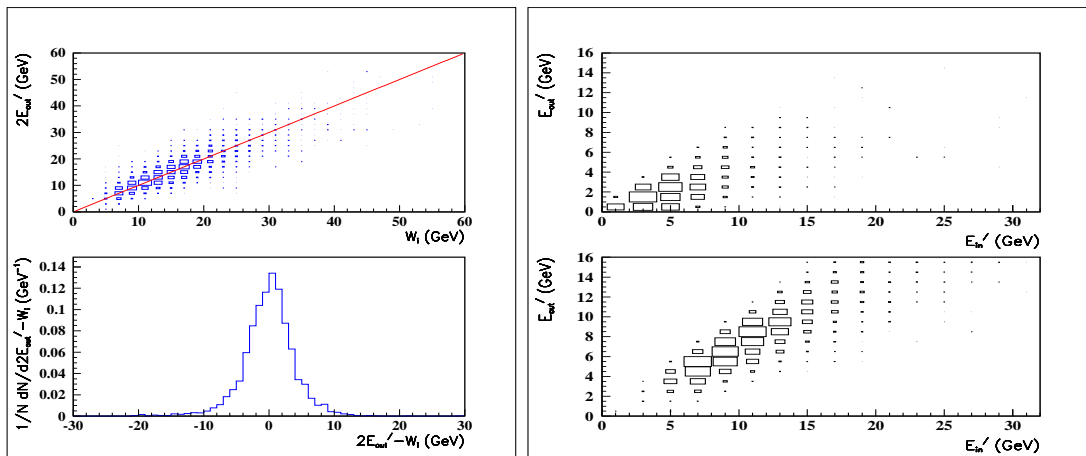 2E_out' (GeV)
60
50
40
30
20
10
0
0 10 20 30 40 50 60
W_I (GeV)
1/N dN/d2E_out'-W_I (GeV⁻¹)
0.14
0.12
0.1
0.08
0.06
0.04
0.02
0
-30 -20 -10 0 10 20 30
2E_out'-W_I (GeV)
E_out' (GeV)
16
14
12
10
8
6
4
2
0
0 5 10 15 20 25 30
E_in' (GeV)
E_out' (GeV)
16
14
12
10
8
6
4
2
0
0 5 10 15 20 25 30
E_in' (GeV)